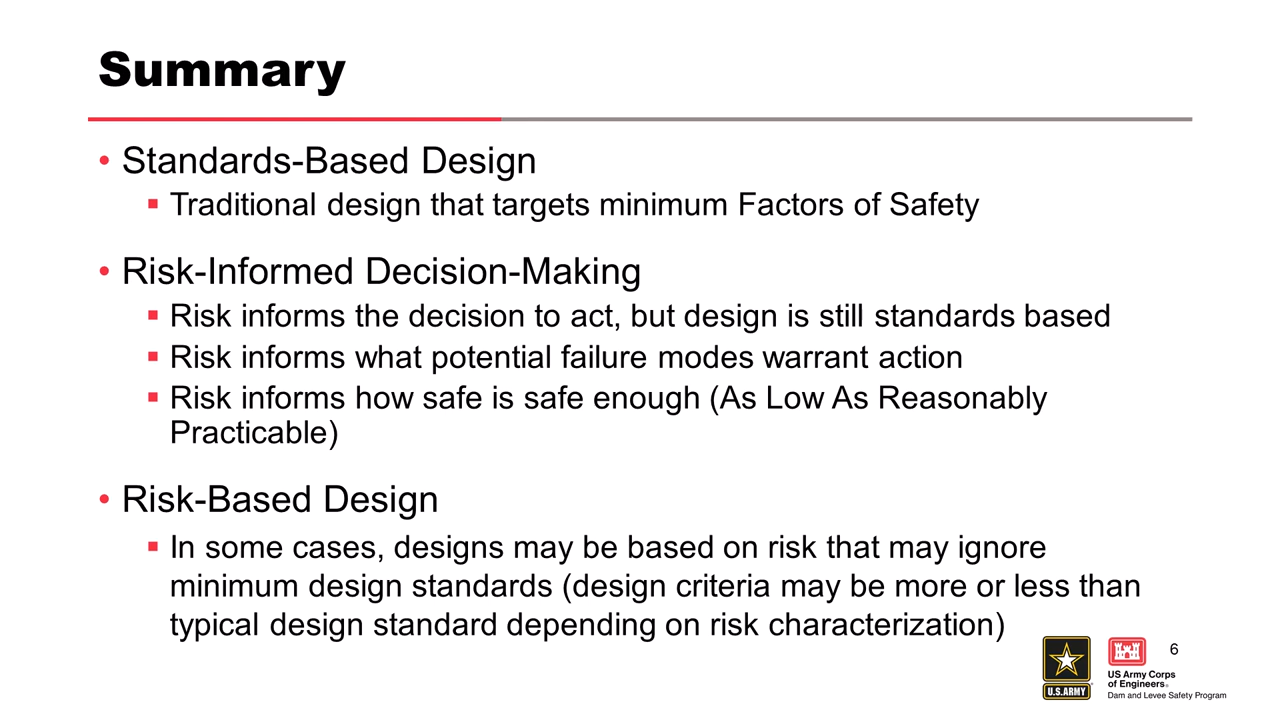 Summary
• Standards-Based Design
▪ Traditional design that targets minimum Factors of Safety
• Risk-Informed Decision-Making
▪ Risk informs the decision to act, but design is still standards based
▪ Risk informs what potential failure modes warrant action
▪ Risk informs how safe is safe enough (As Low As Reasonably
Practicable)
• Risk-Based Design
▪ In some cases, designs may be based on risk that may ignore
minimum design standards (design criteria may be more or less than
typical design standard depending on risk characterization)
6
U.S.ARMY
US Army Corps
of Engineers®
Dam and Levee Safety Program